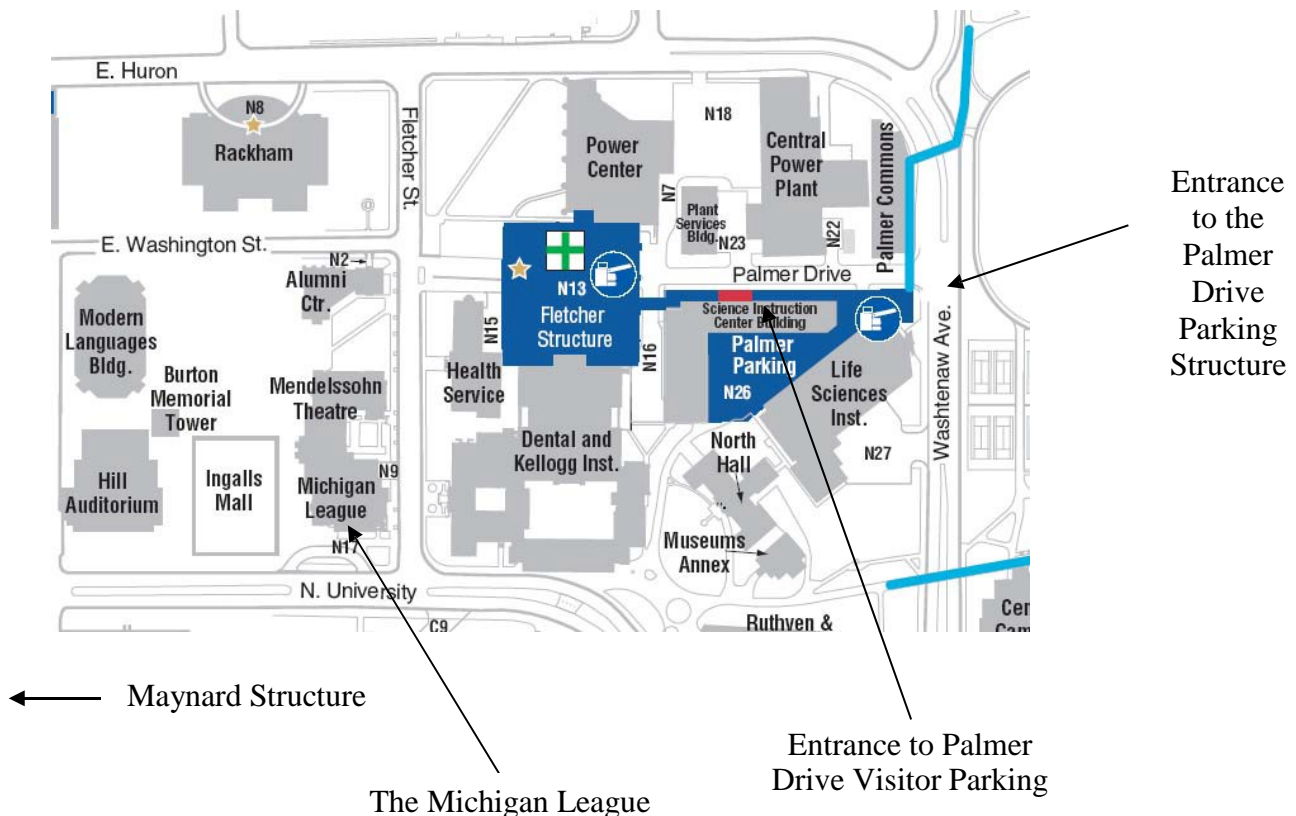 E. Huron
N8
Rackham
Fletcher St.
Power
Center
N18
Central
Power
Plant
Palmer Commons
N7
Plant
Services
Bldg.
N23
N22
Entrance
to the
Palmer
Drive
Parking
Structure
E. Washington St.
N2
Alumni
Ctr.
N13
Fletcher
Structure
Palmer Drive
Science Instruction
Center Building
Palmer
Parking
N26
Life
Sciences
Inst.
Washtenaw Ave.
Modern
Languages
Bldg.
Burton
Memorial
Tower
Mendelssohn
Theatre
N15
Health
Service
N16
Hill
Auditorium
Ingalls
Mall
N9
Michigan
League
N17
Dental and
Kellogg Inst.
North
Hall
N27
Museums
Annex
N. University
C9
Ruthven &
Cen
Cam
Maynard Structure
Entrance to Palmer
Drive Visitor Parking
The Michigan League